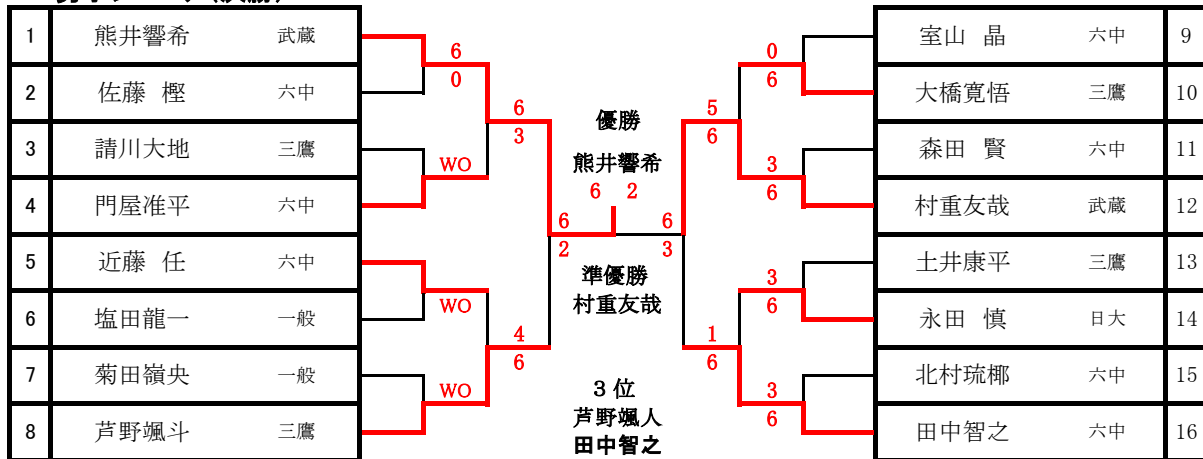 1 熊井響希 武蔵
2 佐藤 樫 六中
3 請川大地 三鷹
4 門屋准平 六中
5 近藤 任 六中
6 塩田龍一 一般
7 菊田嶺央 一般
8 芦野颯斗 三鷹
6
0
WO
WO
WO
6
3
4
6
6
2
優勝
熊井響希
6 2
準優勝
村重友哉
3位
芦野颯人
田中智之
6
3
5
6
1
6
0
6
3
6
3
6
3
6
室山 晶 六中 9
大橋寛悟 三鷹 10
森田 賢 六中 11
村重友哉 武蔵 12
土井康平 三鷹 13
永田 慎 日大 14
北村琉椰 六中 15
田中智之 六中 16